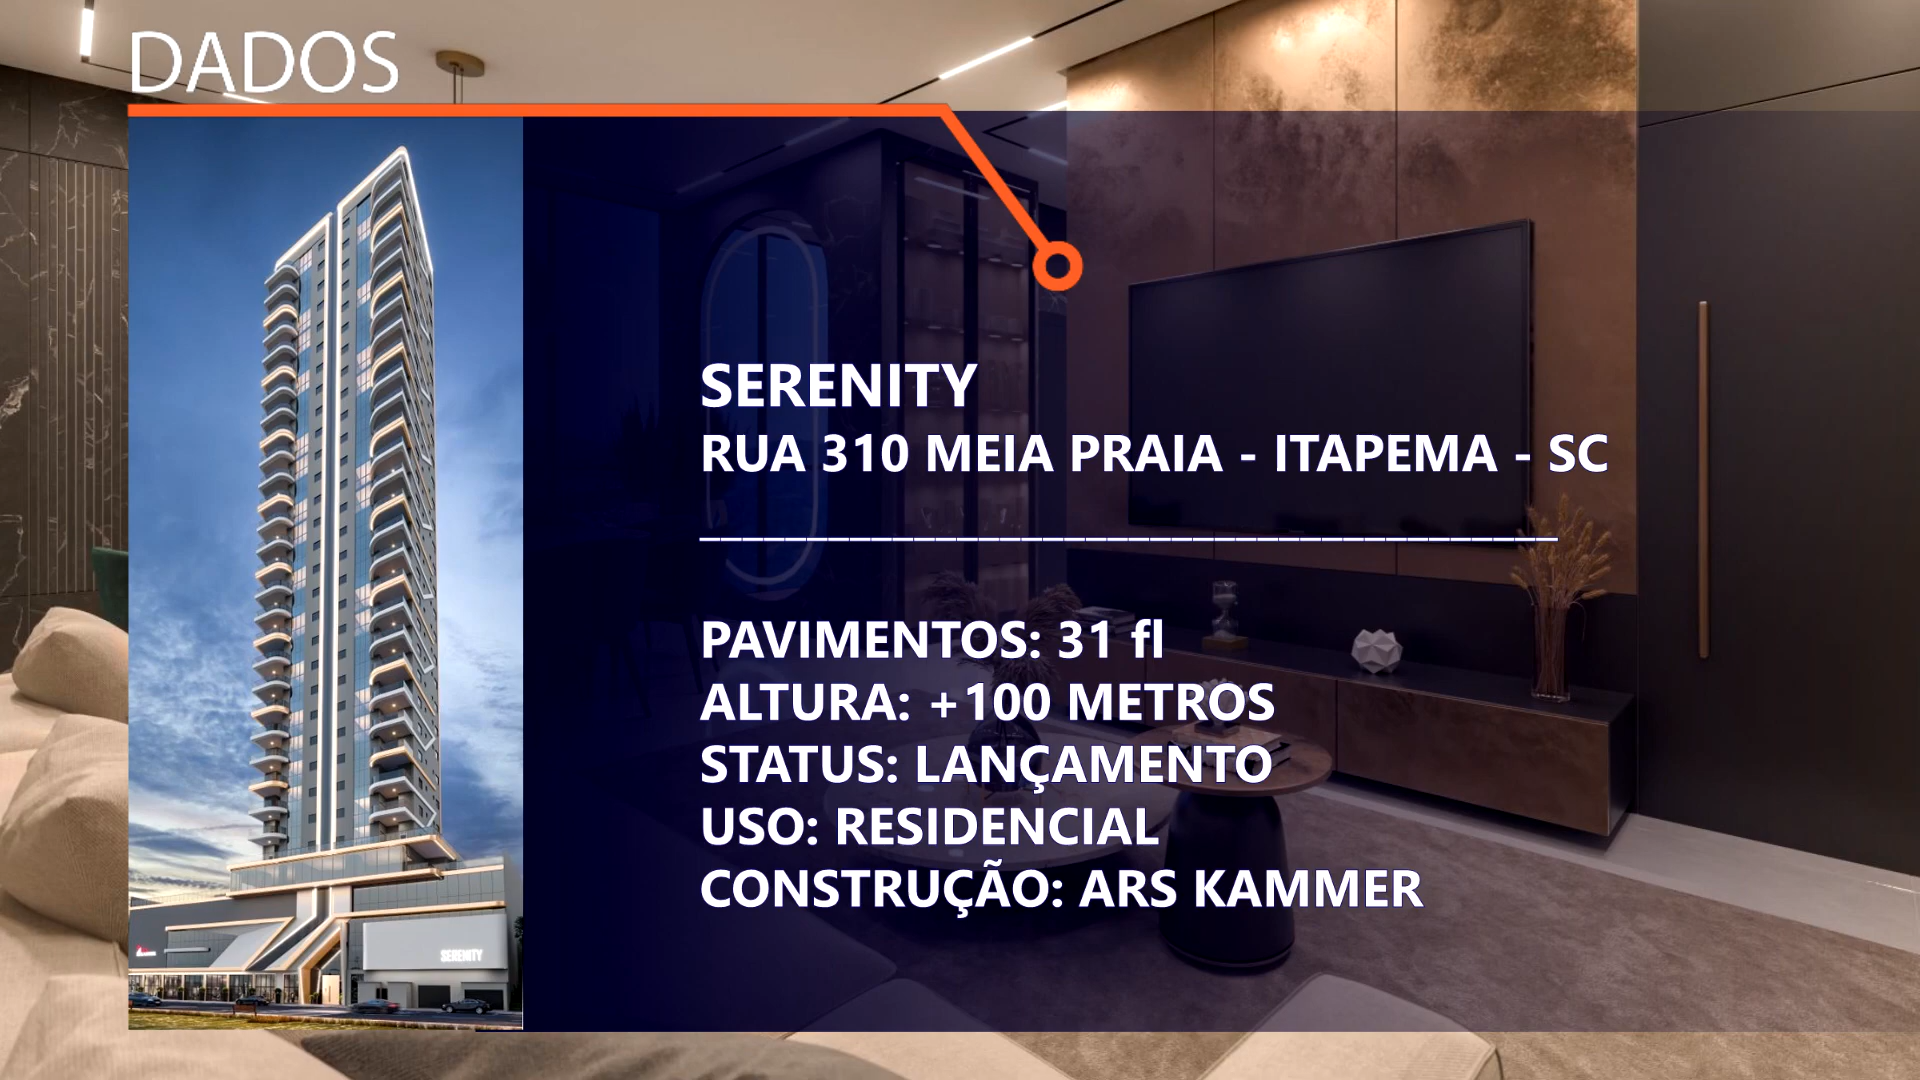 DADOS
SERENITY
RUA 310 MEIA PRAIA - ITAPEMA - SC
PAVIMENTOS: 31 fl
ALTURA: +100 METROS
STATUS: LANÇAMENTO
USO: RESIDENCIAL
CONSTRUÇÃO: ARS KAMMER
SERENITY